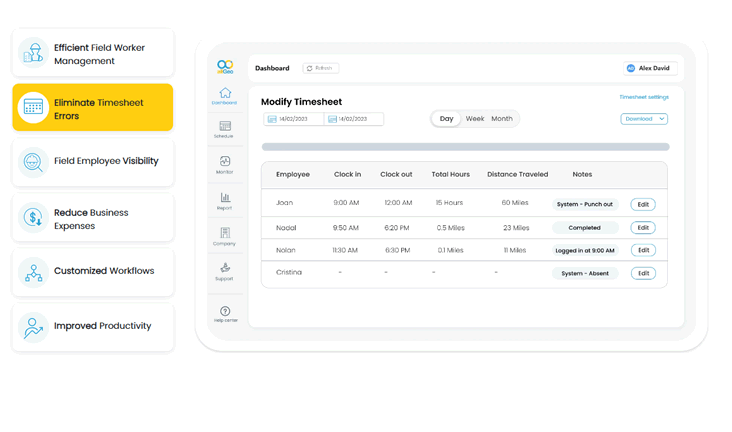 Efficient Field Worker
Management
Eliminate Timesheet
Errors
Field Employee Visibility
Reduce Business
Expenses
Customized Workflows
Improved Productivity
allGeo
Dashboard
Refresh
AD
Alex David
Dashboard
Schedule
Monitor
Report
Company
Support
Help center
Modify Timesheet
Timesheet settings
14/02/2023
14/02/2023
Day
Week
Month
Download
Employee Clock in Clock out Total Hours Distance Traveled Notes
Joan 9:00 AM 12:00 AM 15 Hours 60 Miles System - Punch out Edit
Nadal 9:50 AM 6:20 PM 0.5 Miles 23 Miles Completed Edit
Nolan 11:30 AM 6:30 PM 0.1 Miles 11 Miles Logged in at 9:00 AM Edit
Cristina - - - - System - Absent Edit